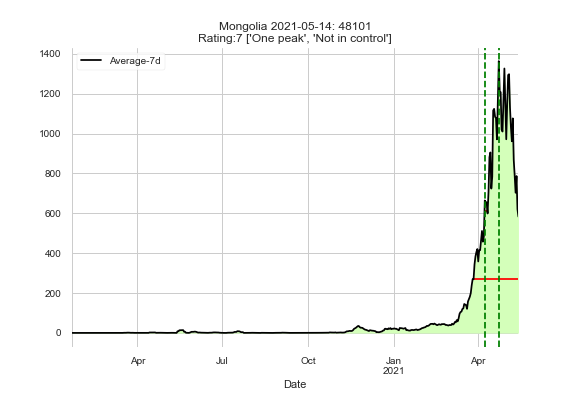 Mongolia 2021-05-14: 48101
Rating:7 ['One peak', 'Not in control']
Average-7d
1400
1200
1000
800
600
400
200
0
Apr
Jul
Oct
Jan
2021
Apr
Date